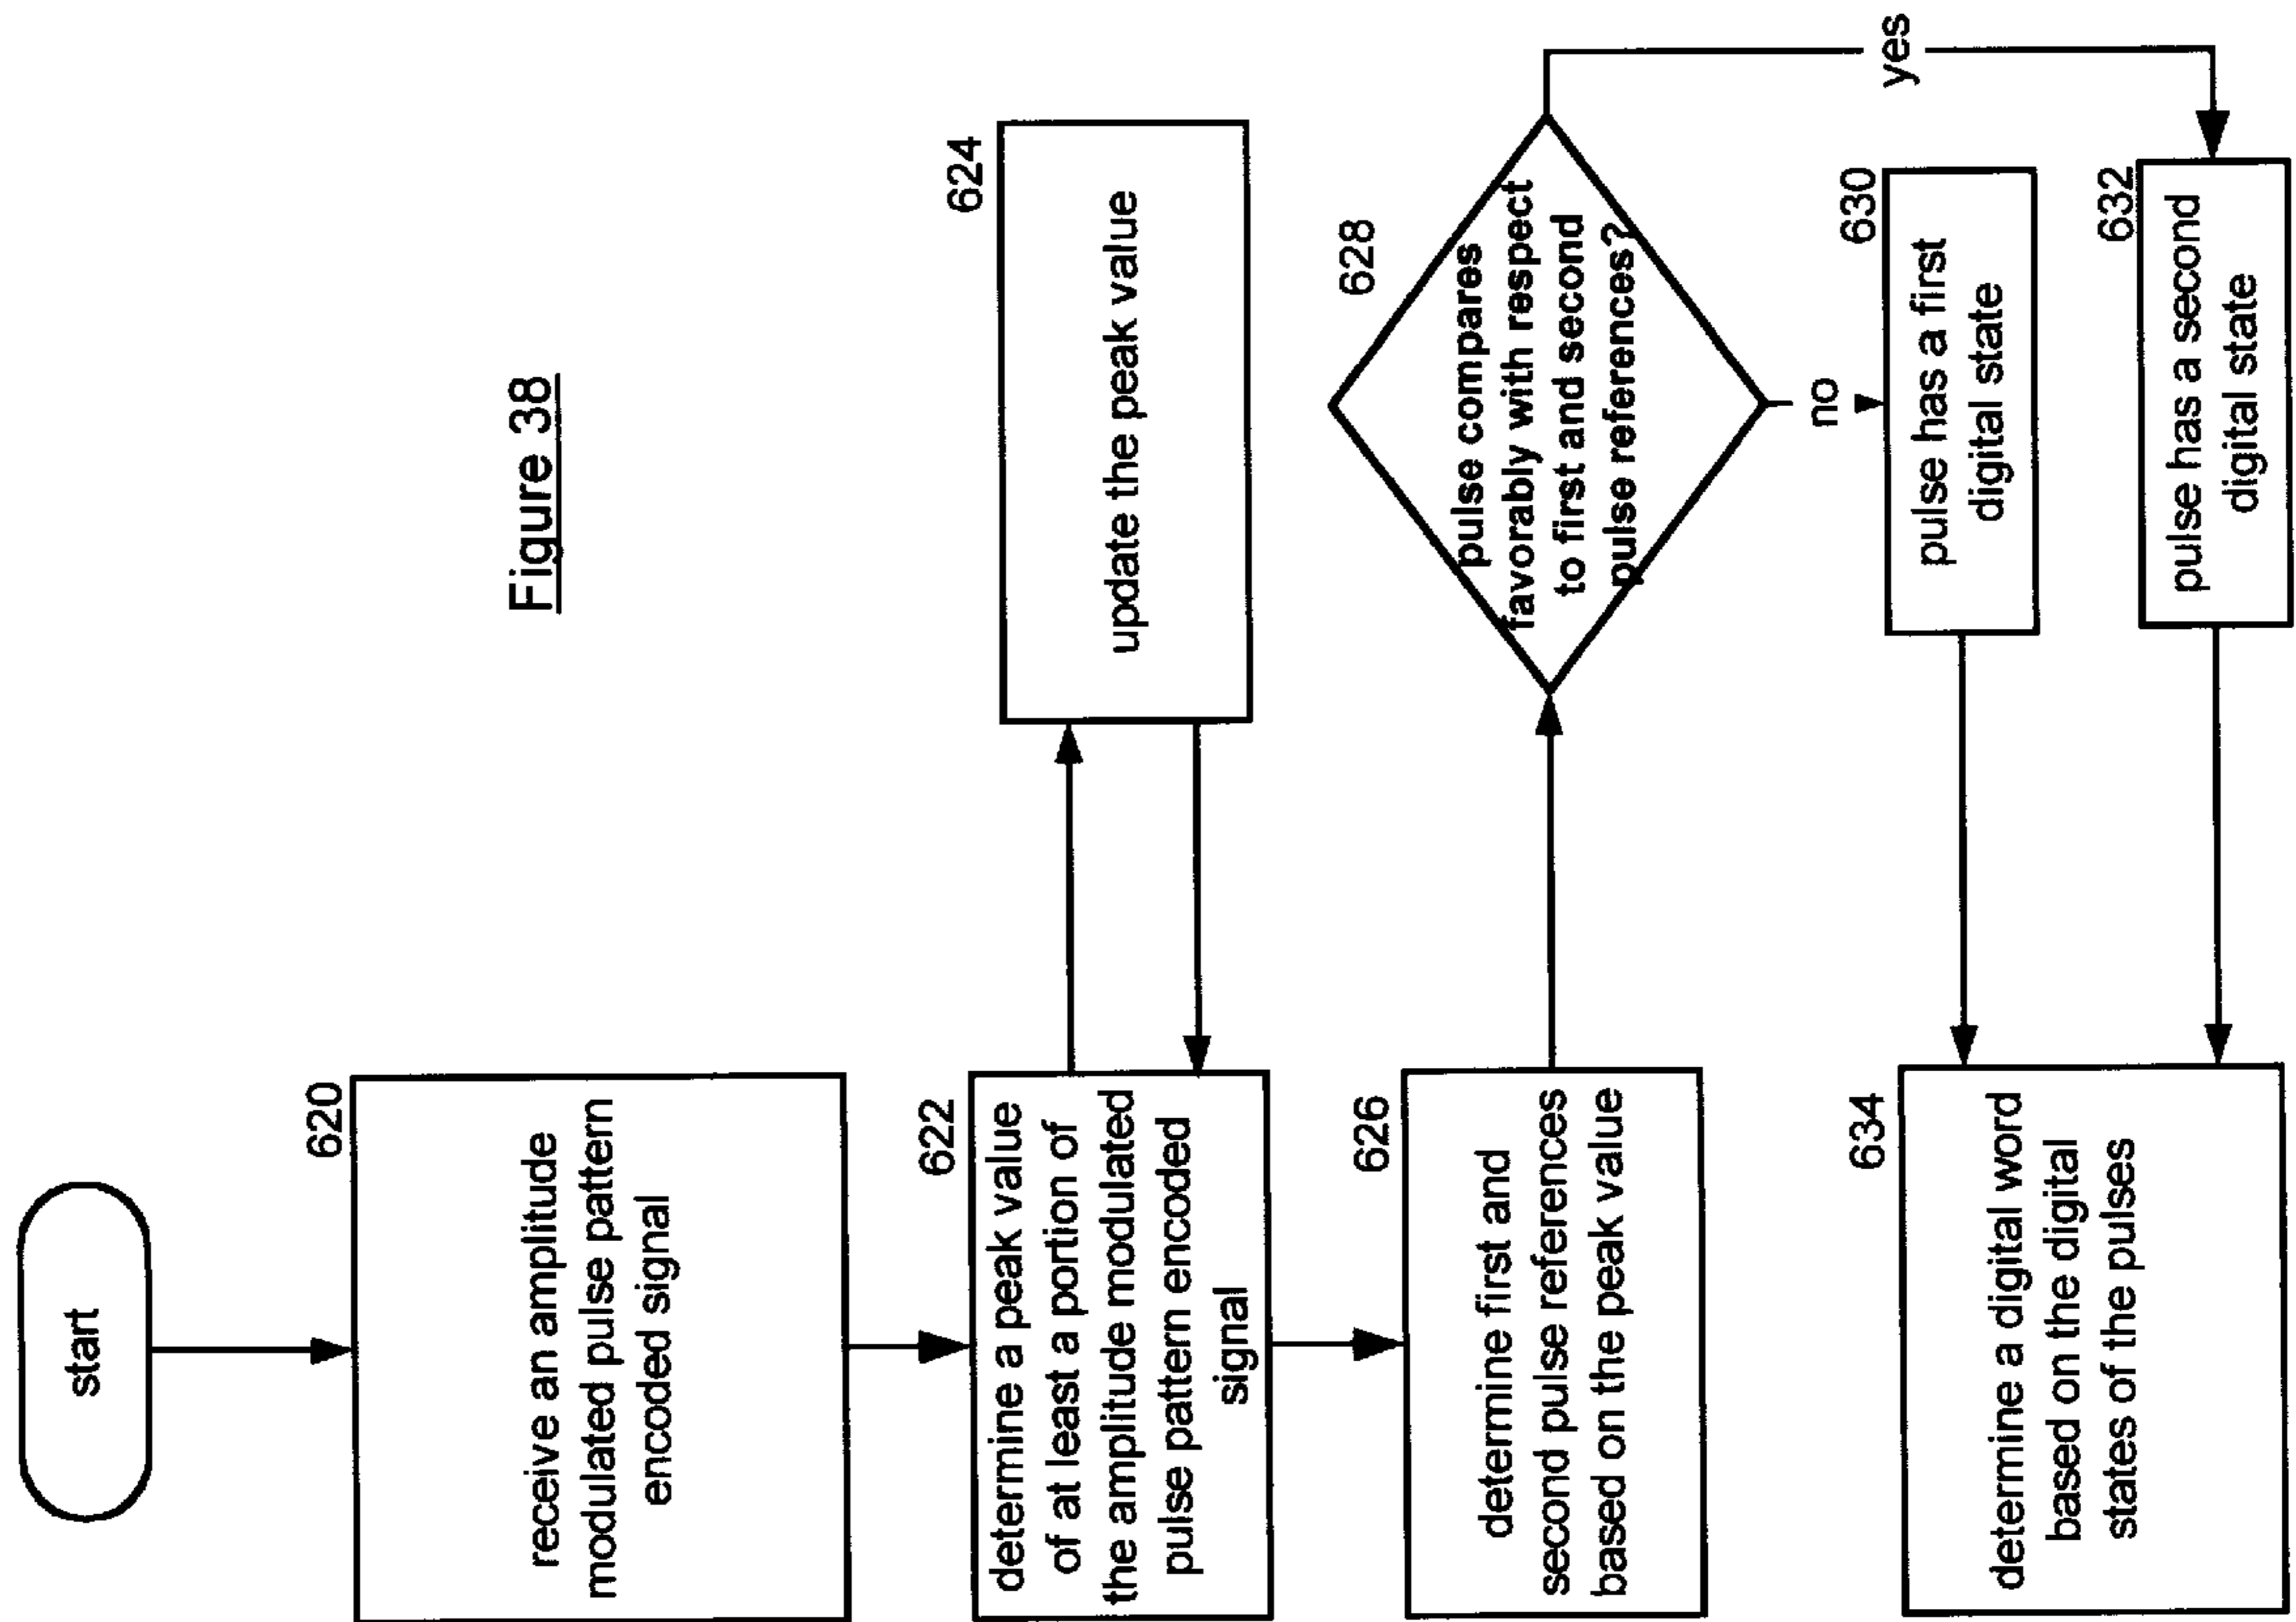 Figure 38
start
620
receive an amplitude
modulated pulse pattern
encoded signal
622
determine a peak value
of at least a portion of
the amplitude modulated
pulse pattern encoded
signal
624
update the peak value
626
determine first and
second pulse references
based on the peak value
628
pulse compares
favorably with respect
to first and second
pulse references?
no
yes
630
pulse has a first
digital state
632
pulse has a second
digital state
634
determine a digital word
based on the digital
states of the pulses